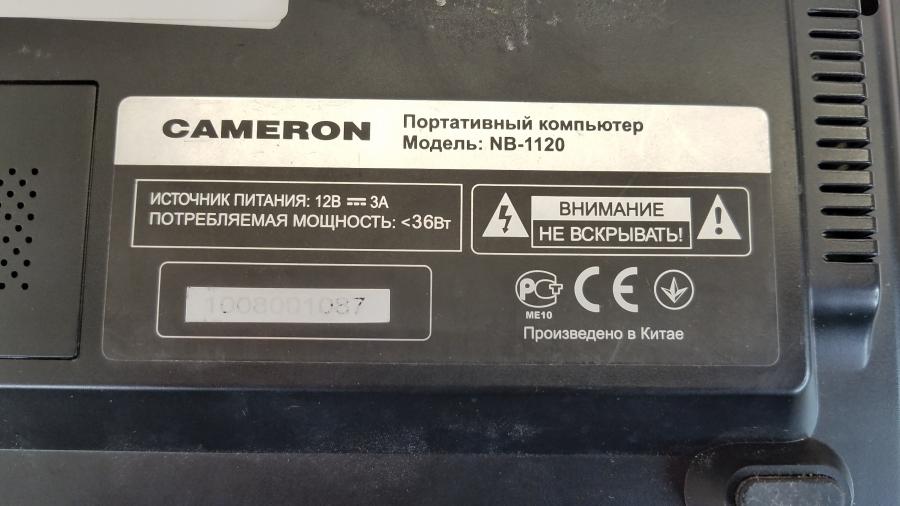 CAMERON
Портативный компьютер
Модель: NB-1120
ИСТОЧНИК ПИТАНИЯ: 12В ⎓ 3А
ПОТРЕБЛЯЕМАЯ МОЩНОСТЬ: <36Вт
ВНИМАНИЕ
НЕ ВСКРЫВАТЬ!
1008001087
РСТ CE
ME10
Произведено в Китае